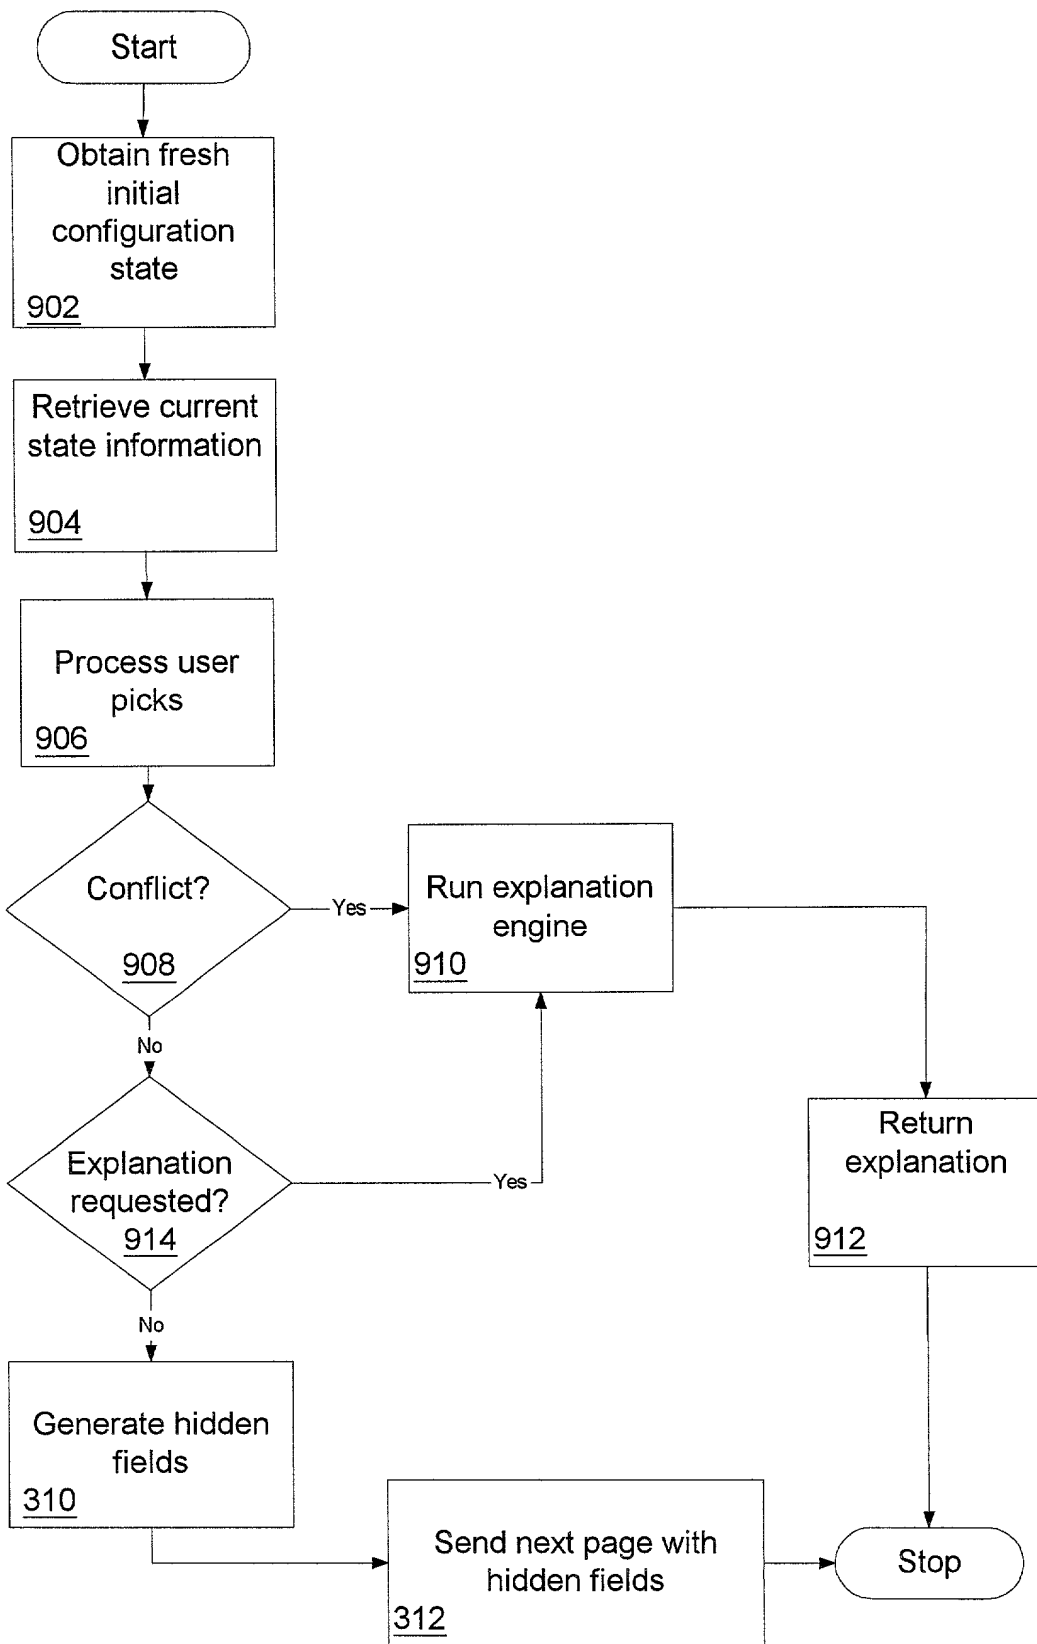 Start
Obtain fresh
initial
configuration
state
902
Retrieve current
state information
904
Process user
picks
906
Conflict?
908
Yes
Run explanation
engine
910
No
Explanation
requested?
914
Yes
Return
explanation
912
No
Generate hidden
fields
310
Send next page with
hidden fields
312
Stop